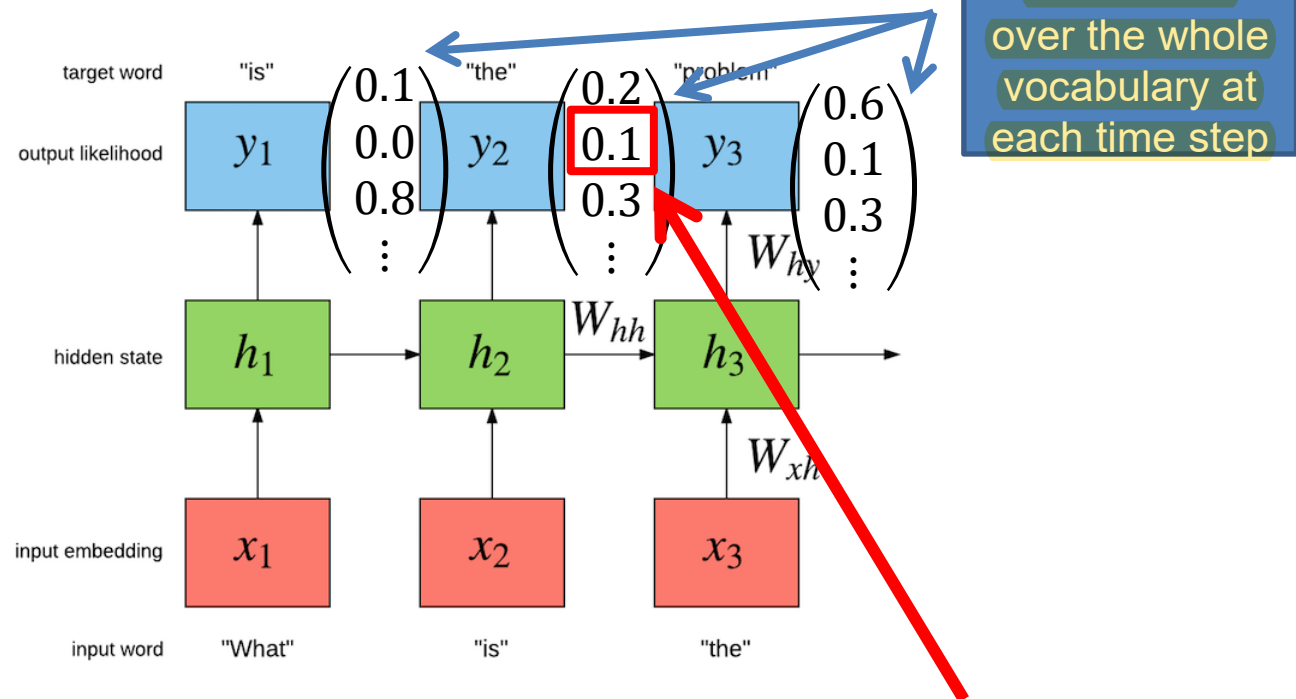 over the whole
vocabulary at
each time step
target word "is" "the" "problem"
output likelihood y1 y2 y3
0.1
0.0
0.8
⋮
0.2
0.1
0.3
⋮
0.6
0.1
0.3
⋮
Why
Whh
hidden state h1 h2 h3
Wxh
input embedding x1 x2 x3
input word "What" "is" "the"